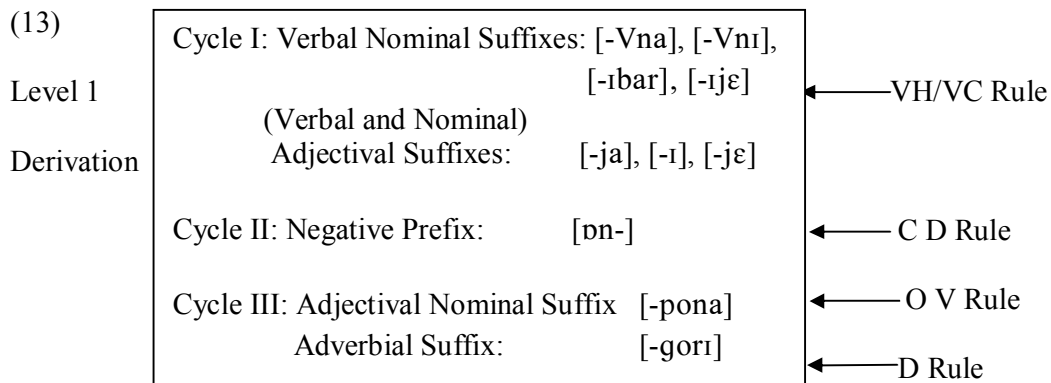 (13)
Cycle I: Verbal Nominal Suffixes: [-Vna], [-Vnɪ],
[-ɪbar], [-ɪjɛ]
Level 1
VH/VC Rule
(Verbal and Nominal)
Derivation
Adjectival Suffixes: [-ja], [-ɪ], [-jɛ]
Cycle II: Negative Prefix: [ɒn-]
C D Rule
Cycle III: Adjectival Nominal Suffix [-pona]
O V Rule
Adverbial Suffix: [-ɡorɪ]
D Rule